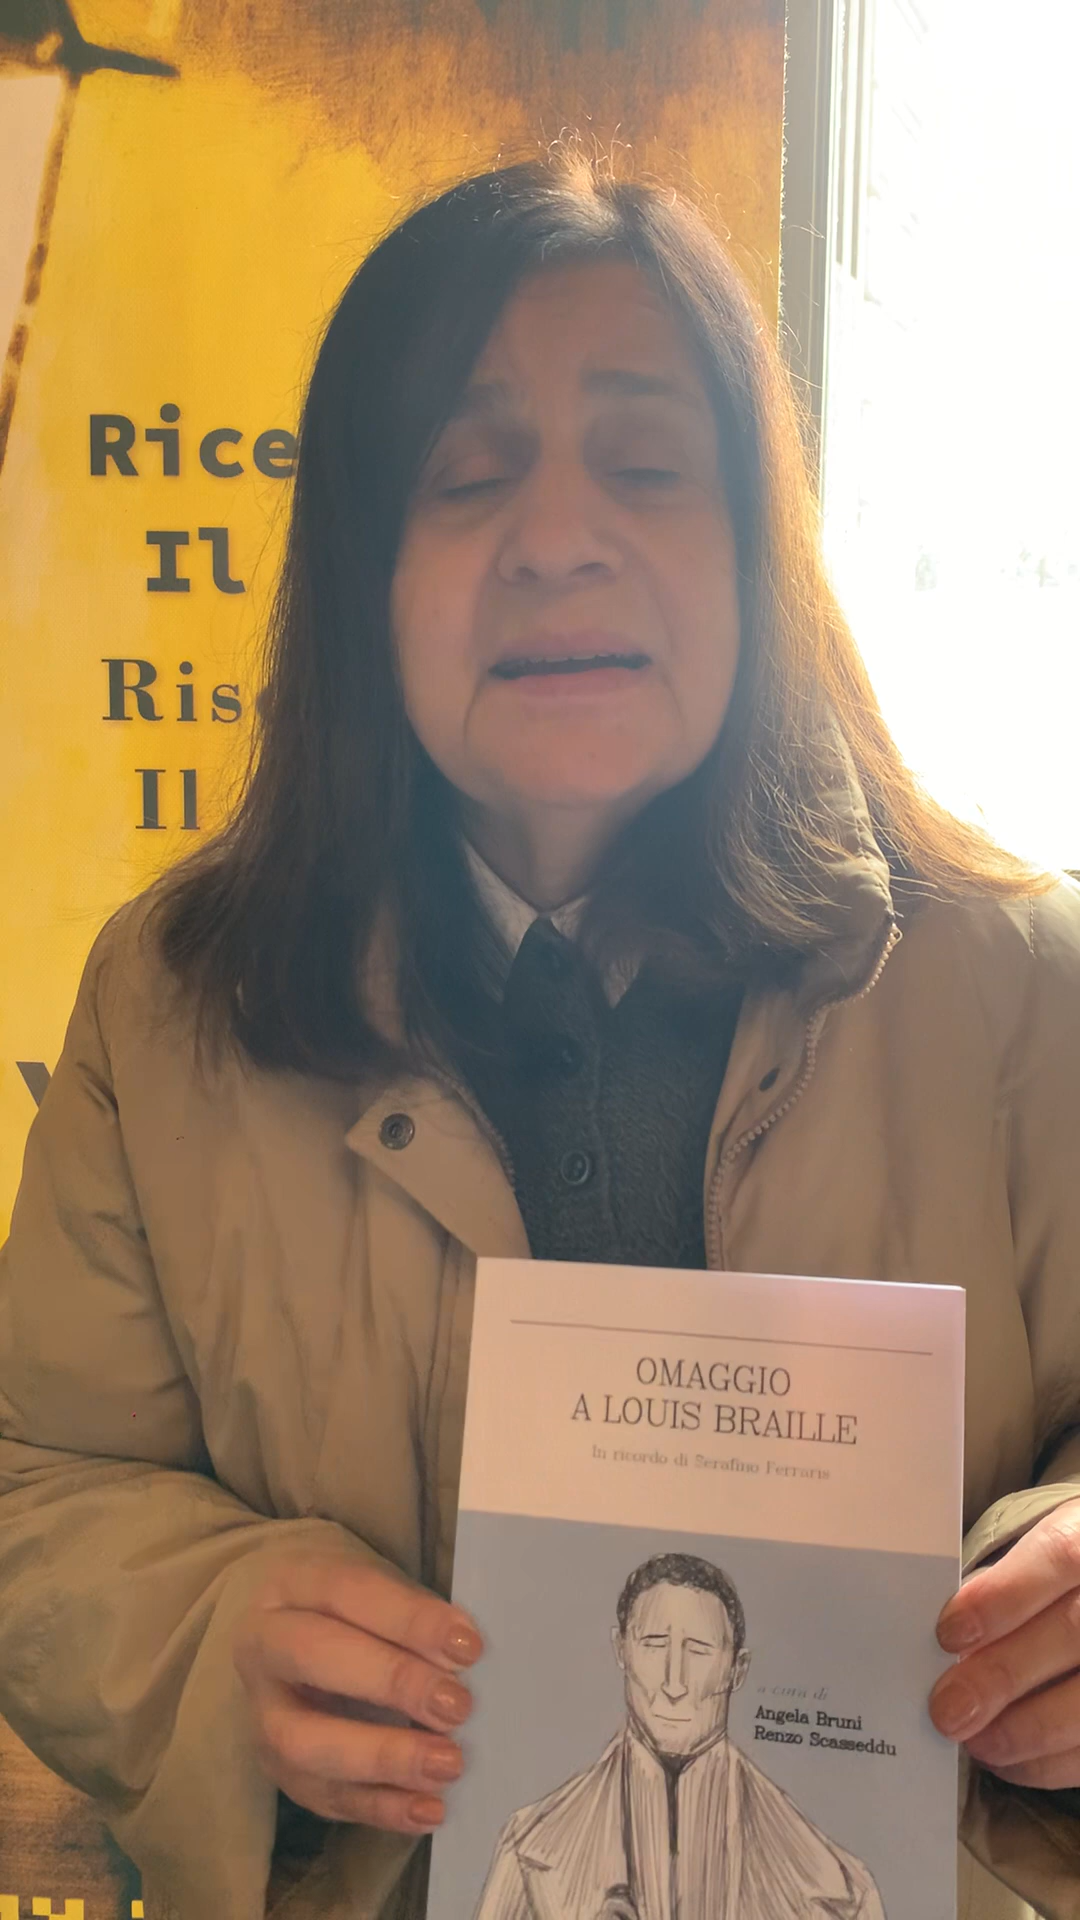 Rice
Il
Ris
Il
OMAGGIO
A LOUIS BRAILLE
In ricordo di Serafino Ferraris
a cura di
Angela Bruni
Renzo Scasseddu